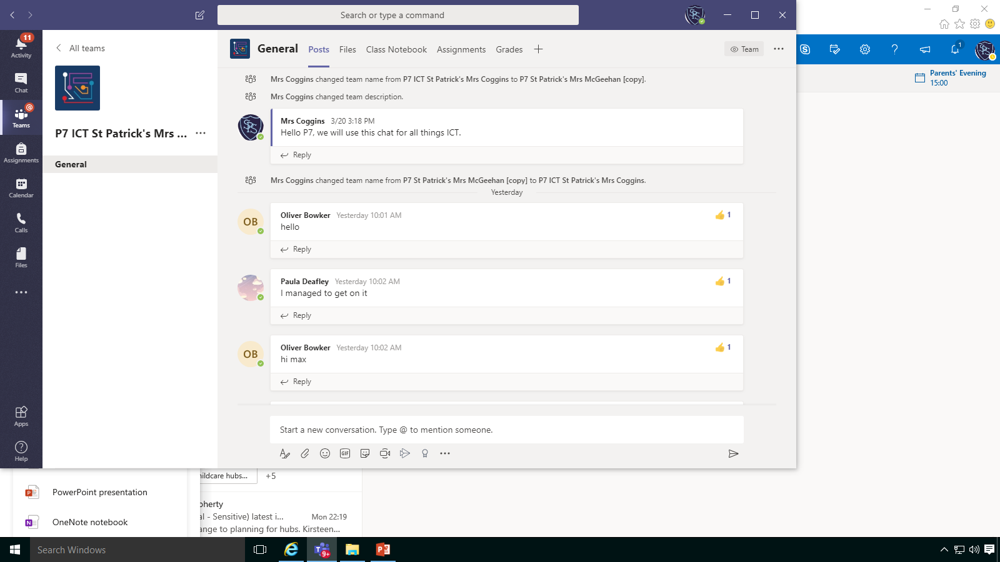 Search or type a command
11
Activity
Chat
@
Teams
Assignments
Calendar
Calls
Files
Apps
Help
All teams
P7 ICT St Patrick's Mrs ...
General
General
Posts
Files
Class Notebook
Assignments
Grades
Team
Mrs Coggins changed team name from P7 ICT St Patrick's Mrs Coggins to P7 St Patrick's Mrs McGeehan [copy].
Mrs Coggins changed team description.
Mrs Coggins 3/20 3:18 PM
Hello P7, we will use this chat for all things ICT.
Reply
Mrs Coggins changed team name from P7 St Patrick's Mrs McGeehan [copy] to P7 ICT St Patrick's Mrs Coggins.
Yesterday
OB
Oliver Bowker Yesterday 10:01 AM
1
hello
Reply
Paula Deafley Yesterday 10:02 AM
1
I managed to get on it
Reply
OB
Oliver Bowker Yesterday 10:02 AM
1
hi max
Reply
Start a new conversation. Type @ to mention someone.
GIF
1
Parents' Evening
15:00
PowerPoint presentation
OneNote notebook
ildcare hubs...
+5
oherty
al - Sensitive) latest i...
Mon 22:19
ange to planning for hubs. Kirsteen...
Search Windows
9+